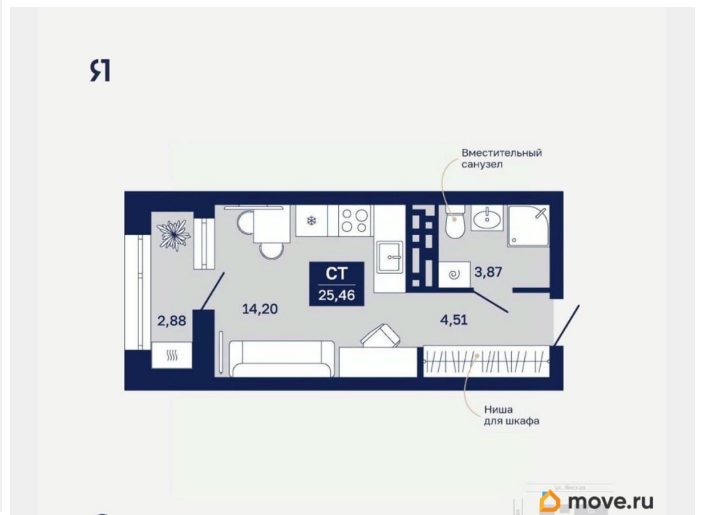 Я
Вместительный
санузел
3,87
СТ
25,46
14,20
2,88
4,51
Ниша
для шкафа
move.ru